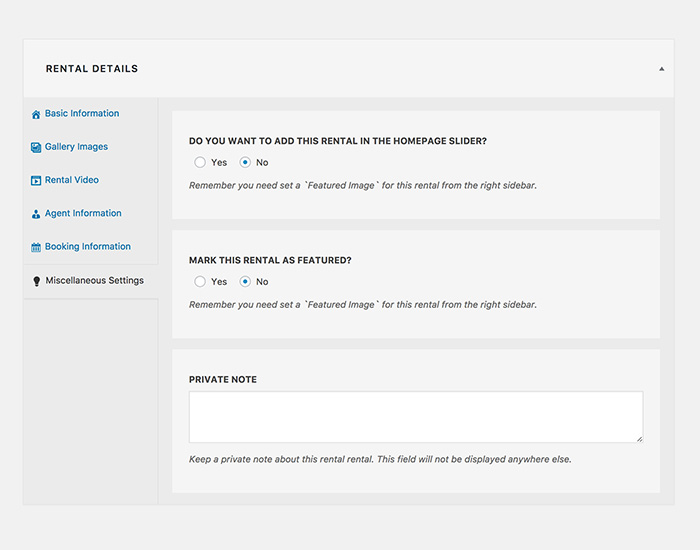 RENTAL DETAILS
Basic Information
Gallery Images
Rental Video
Agent Information
Booking Information
Miscellaneous Settings
DO YOU WANT TO ADD THIS RENTAL IN THE HOMEPAGE SLIDER?
Yes No
Remember you need set a `Featured Image` for this rental from the right sidebar.
MARK THIS RENTAL AS FEATURED?
Yes No
Remember you need set a `Featured Image` for this rental from the right sidebar.
PRIVATE NOTE
Keep a private note about this rental rental. This field will not be displayed anywhere else.